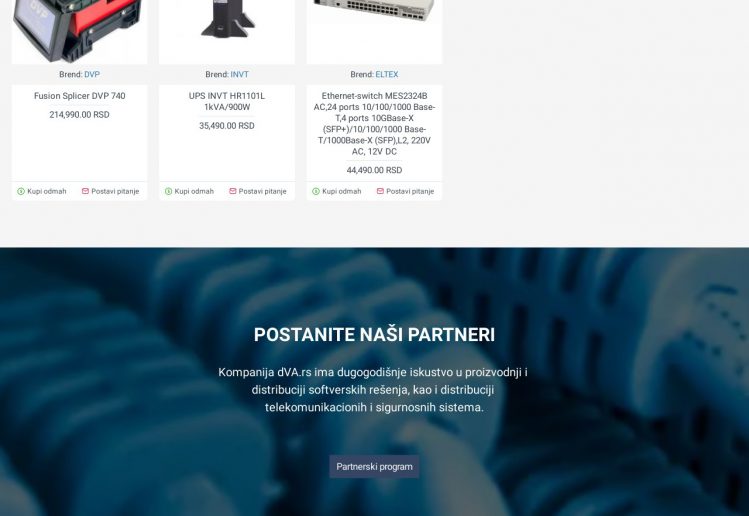 DVP
Brend: DVP
Fusion Splicer DVP 740
214,990.00 RSD
Kupi odmah
Postavi pitanje
Brend: INVT
UPS INVT HR1101L
1kVA/900W
35,490.00 RSD
Kupi odmah
Postavi pitanje
Brend: ELTEX
Ethernet-switch MES2324B
AC,24 ports 10/100/1000 Base-
T,4 ports 10GBase-X
(SFP+)/10/100/1000 Base-
T/1000Base-X (SFP),L2, 220V
AC, 12V DC
44,490.00 RSD
Kupi odmah
Postavi pitanje
POSTANITE NAŠI PARTNERI
Kompanija dVA.rs ima dugogodišnje iskustvo u proizvodnji i
distribuciji softverskih rešenja, kao i distribuciji
telekomunikacionih i sigurnosnih sistema.
Partnerski program